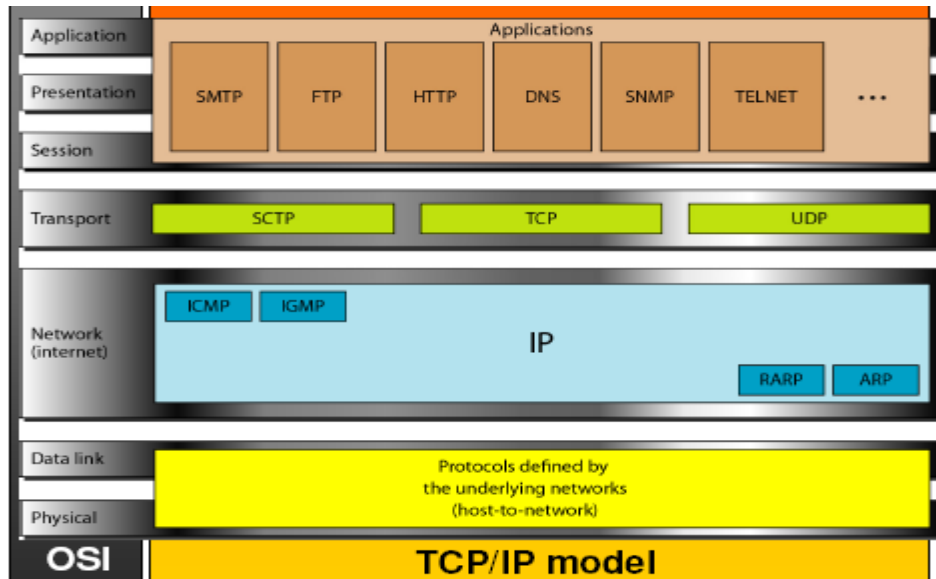 Application
Applications
Presentation
SMTP
FTP
HTTP
DNS
SNMP
TELNET
...
Session
Transport
SCTP
TCP
UDP
Network
(internet)
ICMP
IGMP
IP
RARP
ARP
Data link
Protocols defined by
the underlying networks
(host-to-network)
Physical
OSI
TCP/IP model